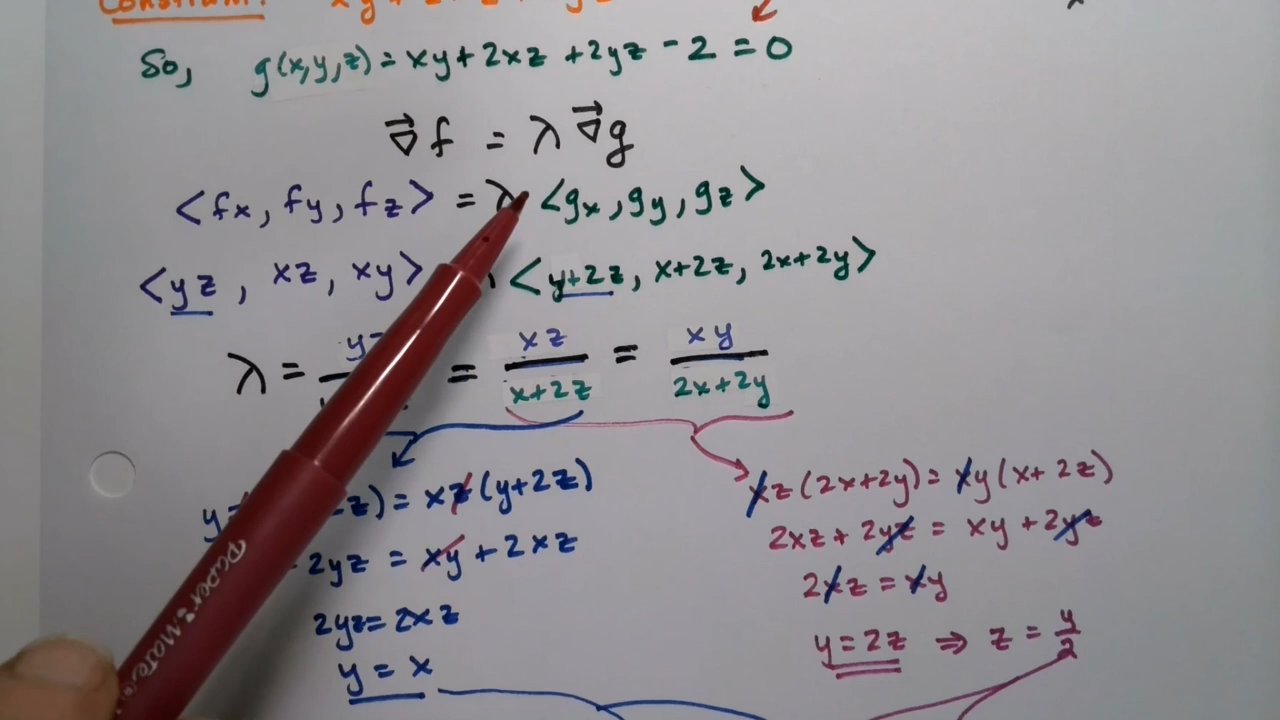 So, g(x,y,z) = xy + 2xz + 2yz - 2 = 0
∇⃗f = λ∇⃗g
<fx, fy, fz> = λ <gx, gy, gz>
<yz, xz, xy> <y+2z, x+2z, 2x+2y>
λ = = xz/(x+2z) = xy/(2x+2y)
= xz(y+2z)
2yz = xy + 2xz
2yz = 2xz
y = x
xz(2x+2y) = xy(x+2z)
2xz + 2yz = xy + 2yz
2xz = xy
y = 2z ⇒ z = y/2
Paper Mate